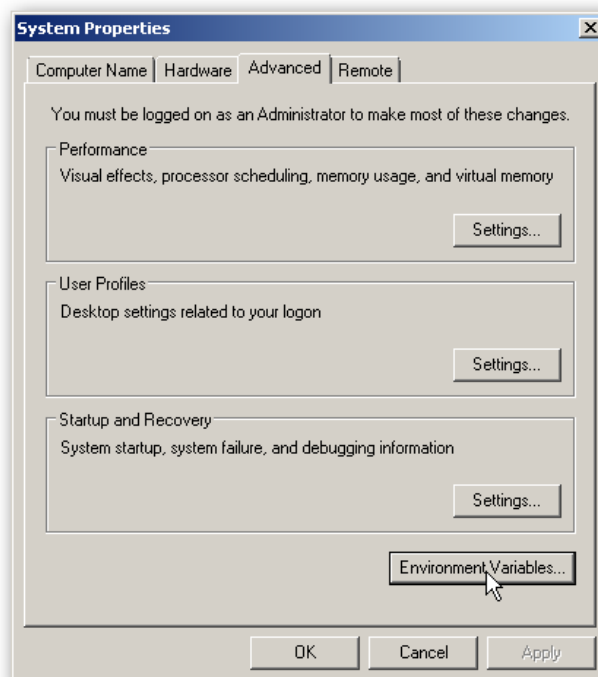 System Properties
Computer Name
Hardware
Advanced
Remote
You must be logged on as an Administrator to make most of these changes.
Performance
Visual effects, processor scheduling, memory usage, and virtual memory
Settings...
User Profiles
Desktop settings related to your logon
Settings...
Startup and Recovery
System startup, system failure, and debugging information
Settings...
Environment Variables...
OK
Cancel
Apply